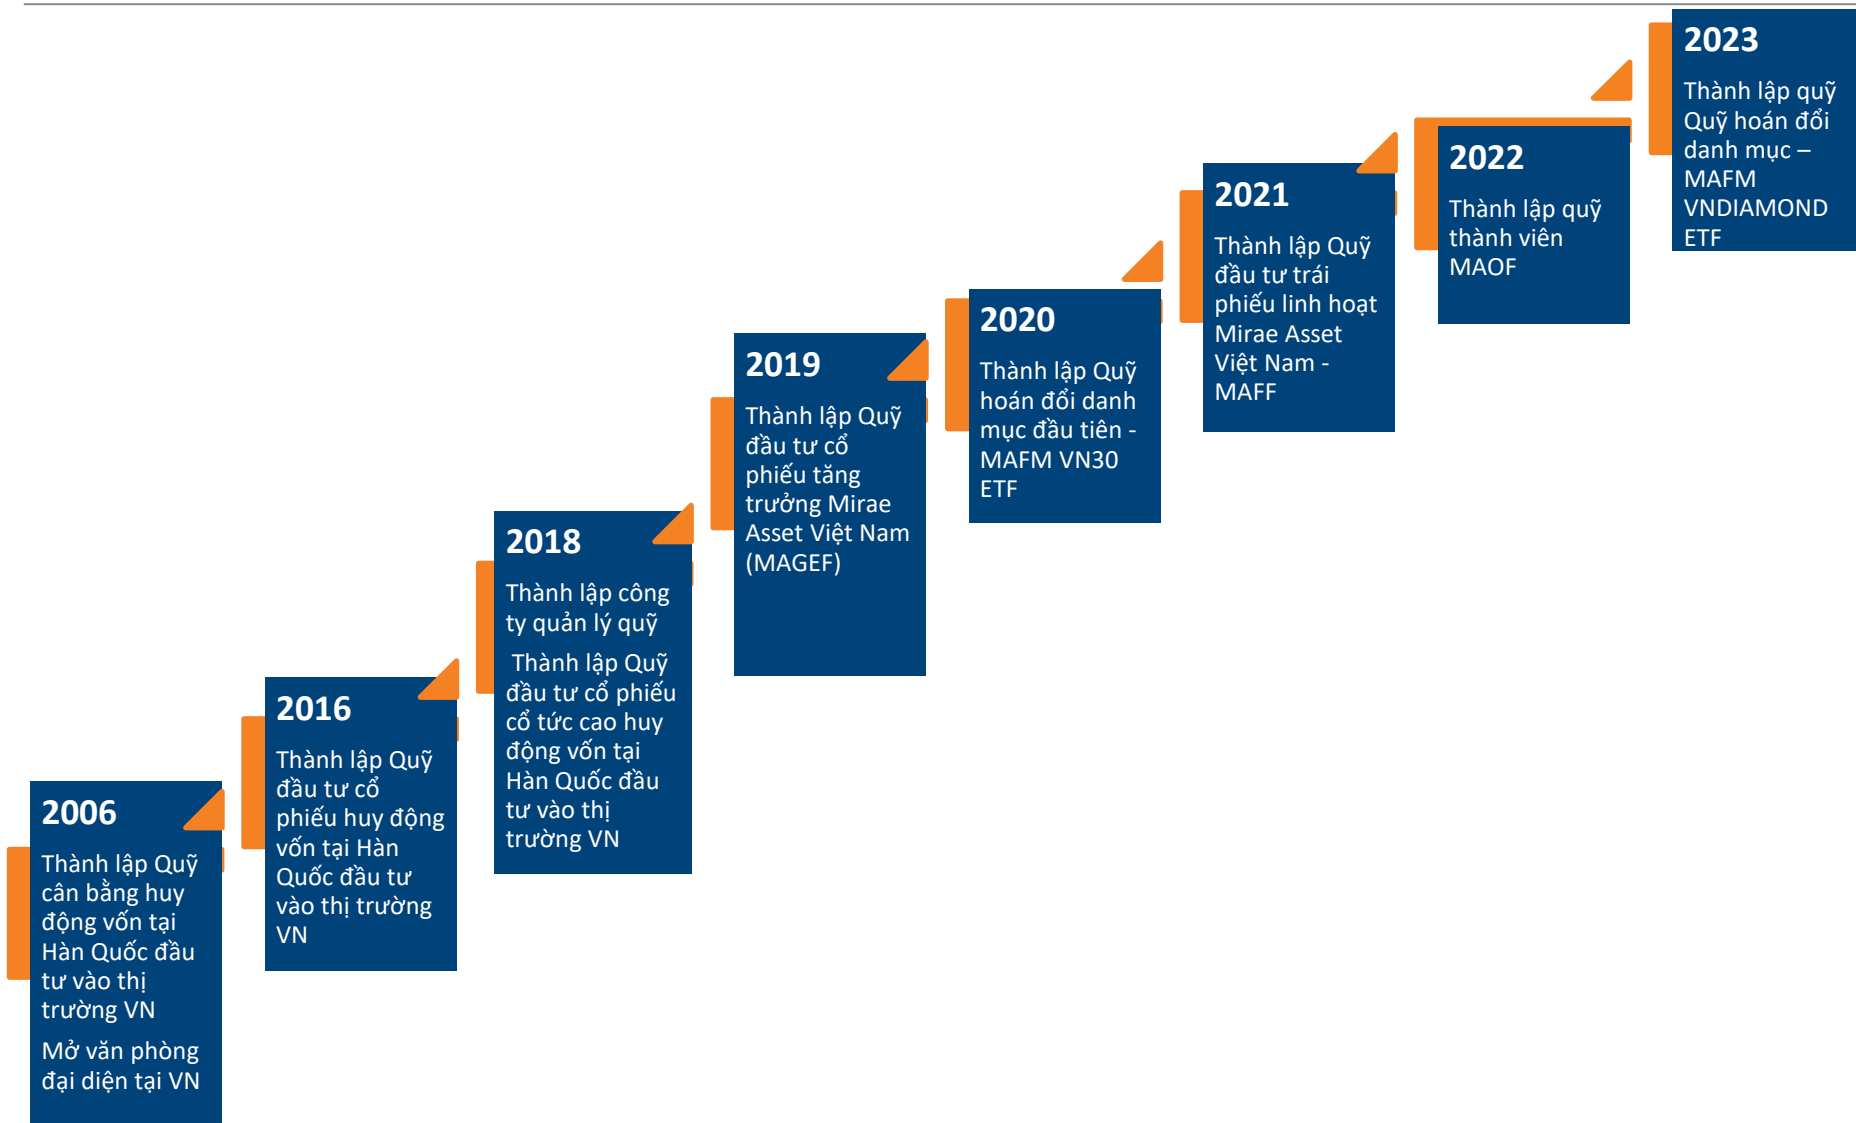 2006
Thành lập Quỹ
cân bằng huy
động vốn tại
Hàn Quốc đầu
tư vào thị
trường VN
Mở văn phòng
đại diện tại VN
2016
Thành lập Quỹ
đầu tư cổ
phiếu huy động
vốn tại Hàn
Quốc đầu tư
vào thị trường
VN
2018
Thành lập công
ty quản lý quỹ
Thành lập Quỹ
đầu tư cổ phiếu
cổ tức cao huy
động vốn tại
Hàn Quốc đầu
tư vào thị
trường VN
2019
Thành lập Quỹ
đầu tư cổ
phiếu tăng
trưởng Mirae
Asset Việt Nam
(MAGEF)
2020
Thành lập Quỹ
hoán đổi danh
mục đầu tiên -
MAFM VN30
ETF
2021
Thành lập Quỹ
đầu tư trái
phiếu linh hoạt
Mirae Asset
Việt Nam -
MAFF
2022
Thành lập quỹ
thành viên
MAOF
2023
Thành lập quỹ
Quỹ hoán đổi
danh mục –
MAFM
VNDIAMOND
ETF